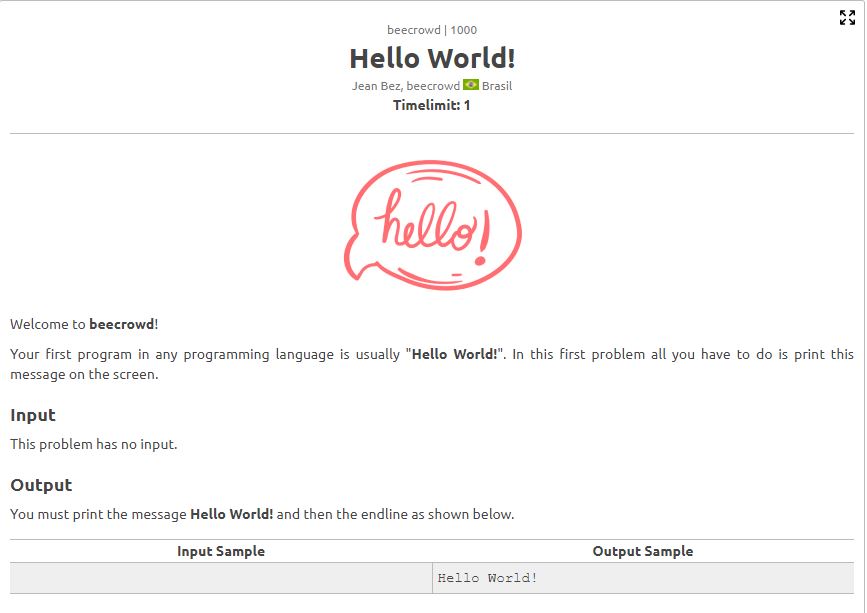 beecrowd | 1000
Hello World!
Jean Bez, beecrowd Brasil
Timelimit: 1
hello!
Welcome to beecrowd!
Your first program in any programming language is usually "Hello World!". In this first problem all you have to do is print this
message on the screen.
Input
This problem has no input.
Output
You must print the message Hello World! and then the endline as shown below.
Input Sample Output Sample
Hello World!